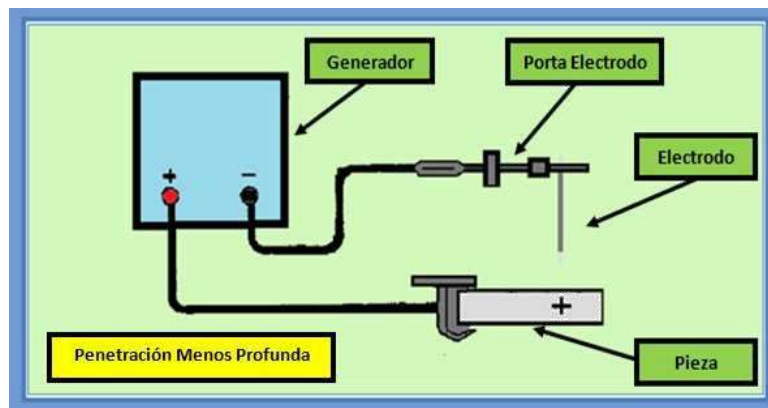 Generador
Porta Electrodo
Electrodo
+ −
+
Penetración Menos Profunda
Pieza